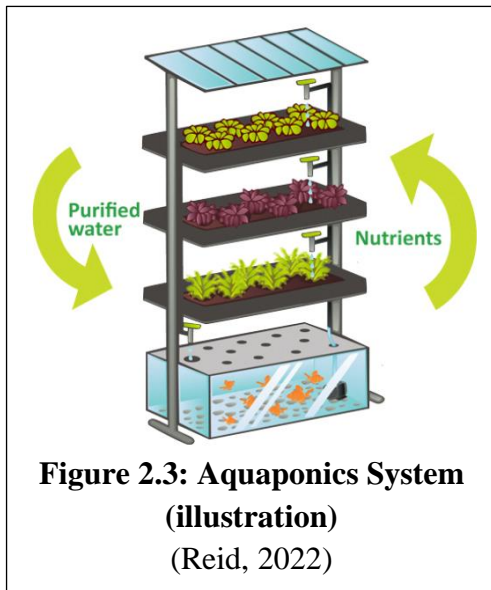 Purified
water
Nutrients
Figure 2.3: Aquaponics System
(illustration)
(Reid, 2022)